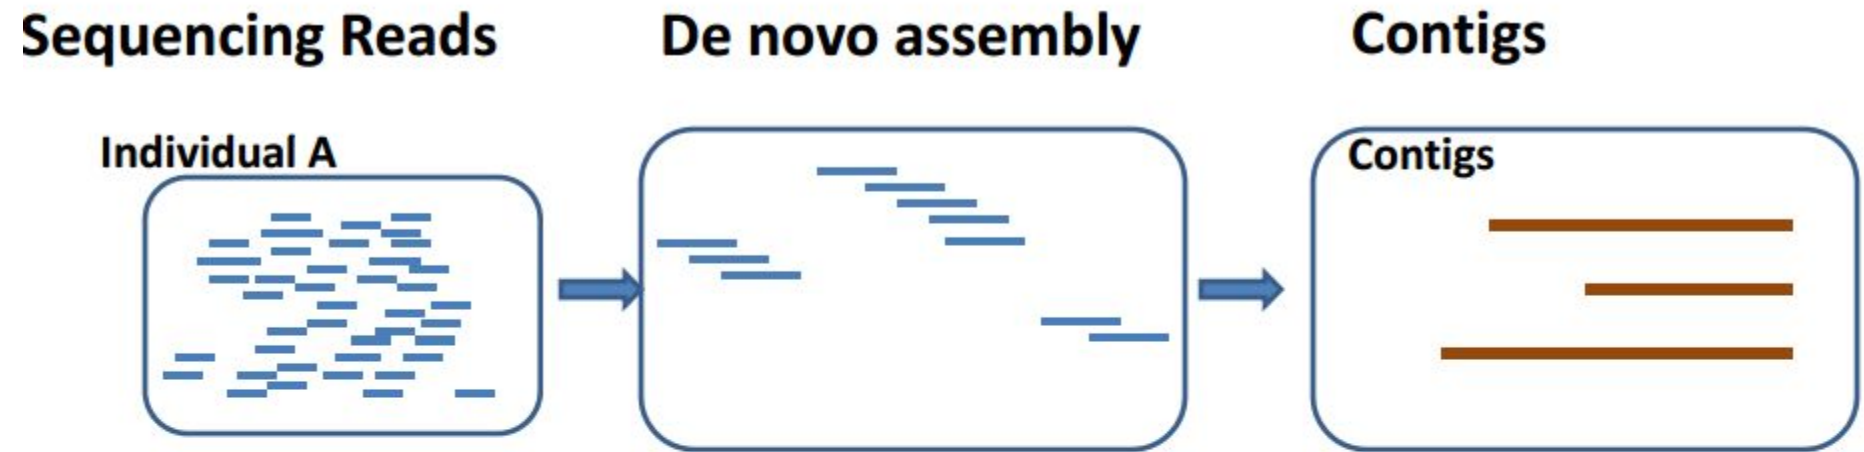 Sequencing Reads
De novo assembly
Contigs
Individual A
Contigs